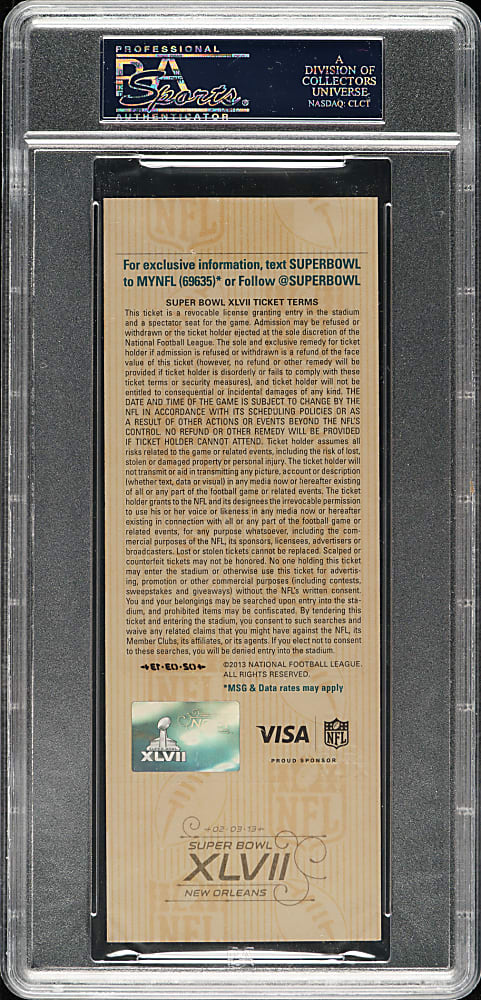 PROFESSIONAL
PSA
Sports®
AUTHENTICATOR
A
DIVISION OF
COLLECTORS
UNIVERSE.
NASDAQ: CLCT
NFL
For exclusive information, text SUPERBOWL
to MYNFL (69635)* or Follow @SUPERBOWL
SUPER BOWL XLVII TICKET TERMS
This ticket is a revocable license granting entry in the stadium
and a spectator seat for the game. Admission may be refused or
withdrawn or the ticket holder ejected at the sole discretion of the
National Football League. The sole and exclusive remedy for ticket
holder if admission is refused or withdrawn is a refund of the face
value of this ticket (however, no refund or other remedy will be
provided if ticket holder is disorderly or fails to comply with these
ticket terms or security measures), and ticket holder will not be
entitled to consequential or incidental damages of any kind. THE
DATE AND TIME OF THE GAME IS SUBJECT TO CHANGE BY THE
NFL IN ACCORDANCE WITH ITS SCHEDULING POLICIES OR AS
A RESULT OF OTHER ACTIONS OR EVENTS BEYOND THE NFL'S
CONTROL. NO REFUND OR OTHER REMEDY WILL BE PROVIDED
IF TICKET HOLDER CANNOT ATTEND. Ticket holder assumes all
risks related to the game or related events, including the risk of lost,
stolen or damaged property or personal injury. The ticket holder will
not transmit or aid in transmitting any picture, account or description
(whether text, data or visual) in any media now or hereafter existing
of all or any part of the football game or related events. The ticket
holder grants to the NFL and its designees the irrevocable permission
to use his or her voice or likeness in any media now or hereafter
existing in connection with all or any part of the football game or
related events, for any purpose whatsoever, including the com-
mercial purposes of the NFL, its sponsors, licensees, advertisers or
broadcasters. Lost or stolen tickets cannot be replaced. Scalped or
counterfeit tickets may not be honored. No one holding this ticket
may enter the stadium or otherwise use this ticket for advertis-
ing, promotion or other commercial purposes (including contests,
sweepstakes and giveaways) without the NFL's written consent.
You and your belongings may be searched upon entry into the sta-
dium, and prohibited items may be confiscated. By tendering this
ticket and entering the stadium, you consent to such searches and
waive any related claims that you might have against the NFL, its
Member Clubs, its affiliates, or its agents. If you elect not to consent
to these searches, you will be denied entry into the stadium.
02·03·13
©2013 NATIONAL FOOTBALL LEAGUE.
ALL RIGHTS RESERVED.
*MSG & Data rates may apply
SUPER BOWL
XLVII
VISA
NFL
PROUD SPONSOR
02·03·13
SUPER BOWL
XLVII
NEW ORLEANS